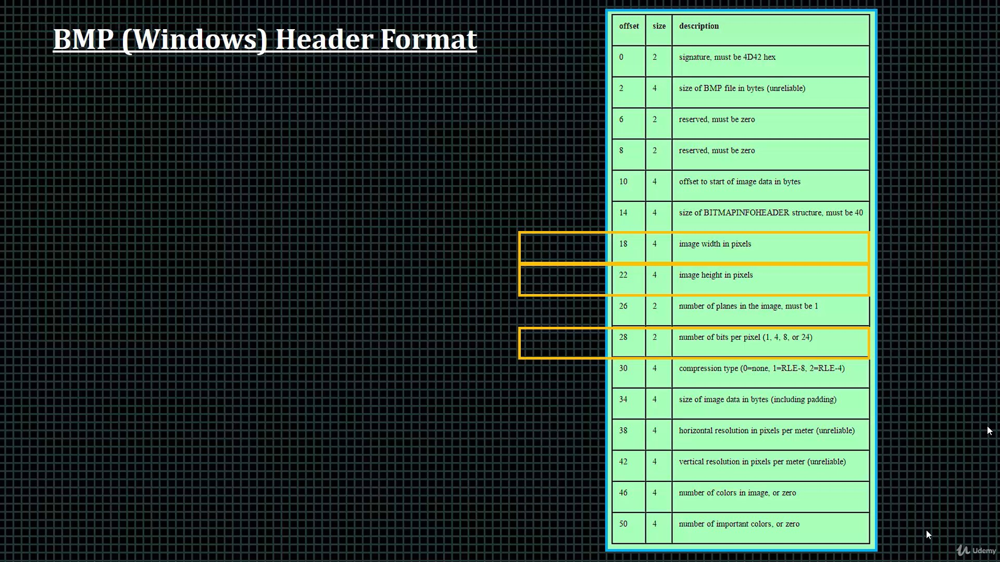 BMP (Windows) Header Format
offset size description
0 2 signature, must be 4D42 hex
2 4 size of BMP file in bytes (unreliable)
6 2 reserved, must be zero
8 2 reserved, must be zero
10 4 offset to start of image data in bytes
14 4 size of BITMAPINFOHEADER structure, must be 40
18 4 image width in pixels
22 4 image height in pixels
26 2 number of planes in the image, must be 1
28 2 number of bits per pixel (1, 4, 8, or 24)
30 4 compression type (0=none, 1=RLE-8, 2=RLE-4)
34 4 size of image data in bytes (including padding)
38 4 horizontal resolution in pixels per meter (unreliable)
42 4 vertical resolution in pixels per meter (unreliable)
46 4 number of colors in image, or zero
50 4 number of important colors, or zero
Udemy